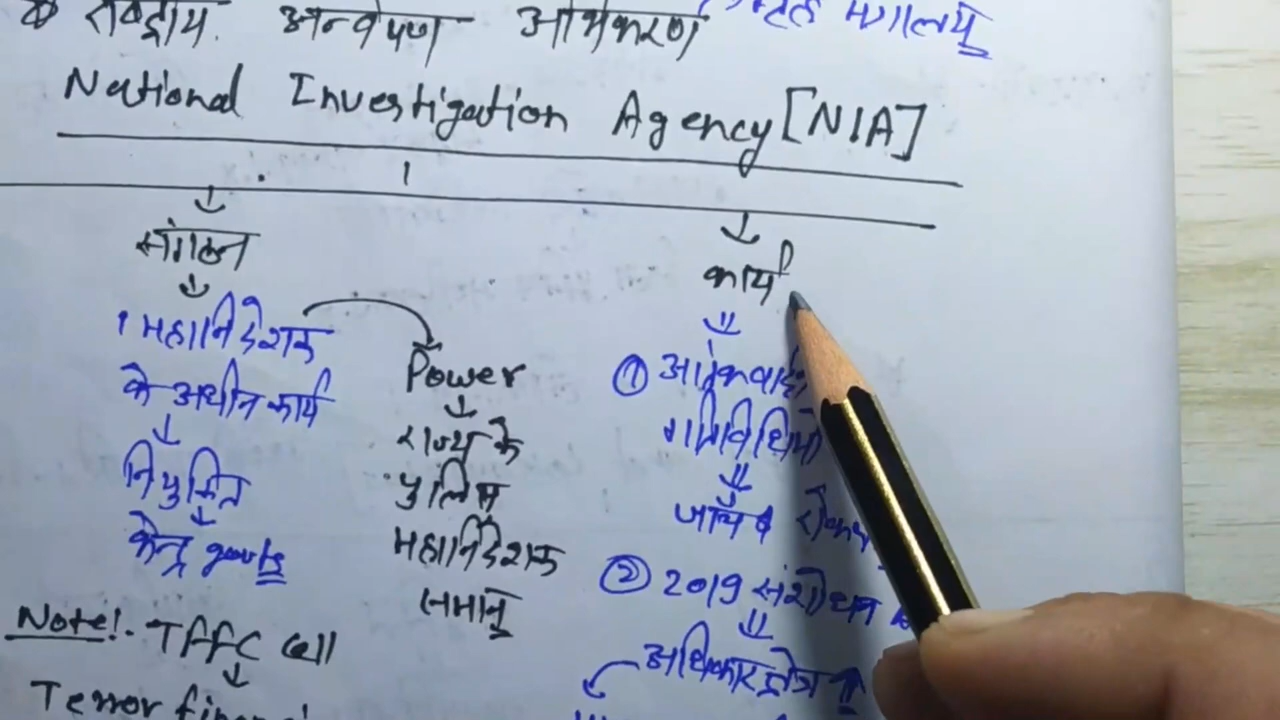 राष्ट्रीय अन्वेषण अभिकरण
National Investigation Agency [NIA]
संगठन
1 महानिदेशक
के अधीन कार्य
नियुक्ति
केन्द्र govt
Power
राज्य के
पुलिस
महानिदेशक
समान
Note!- TFFC cell
Terror
कार्य
① आतंकवादी
गतिविधियों
जाँच व
② 2019 संशोधन
अधिकार क्षेत्र ⇑